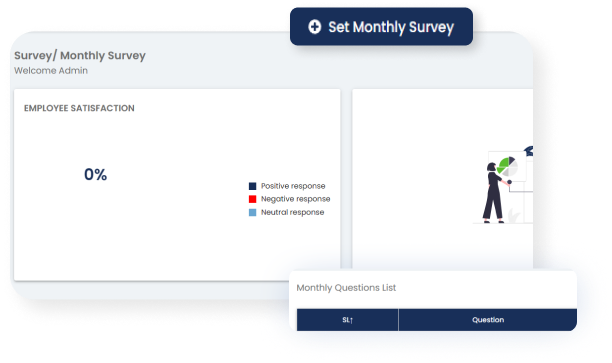 Set Monthly Survey
Survey/ Monthly Survey
Welcome Admin
EMPLOYEE SATISFACTION
0%
Positive response
Negative response
Neutral response
Monthly Questions List
SL↑ Question